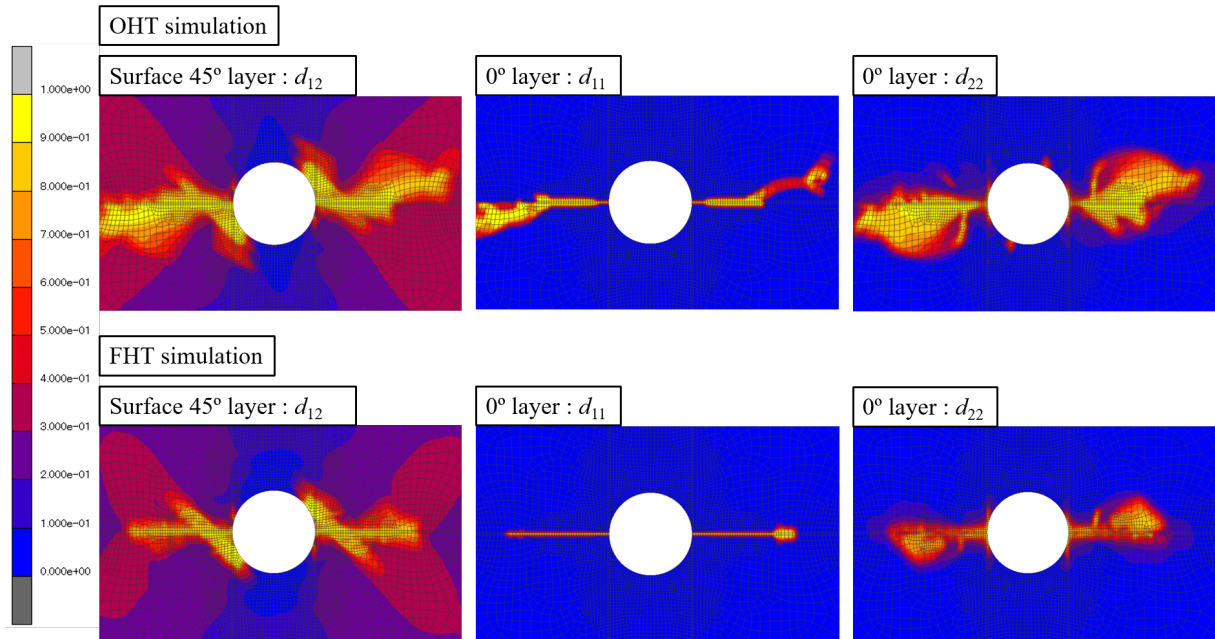 OHT simulation
Surface 45º layer : d12
0º layer : d11
0º layer : d22
1.000e+00
9.000e-01
8.000e-01
7.000e-01
6.000e-01
5.000e-01
4.000e-01
3.000e-01
2.000e-01
1.000e-01
0.000e+00
FHT simulation
Surface 45º layer : d12
0º layer : d11
0º layer : d22